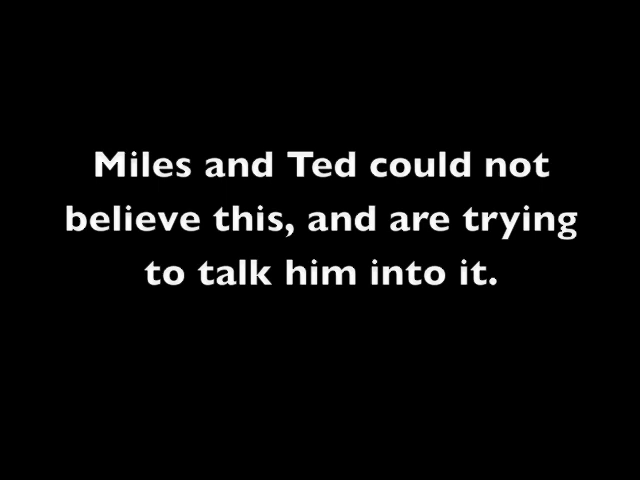 Miles and Ted could not
believe this, and are trying
to talk him into it.